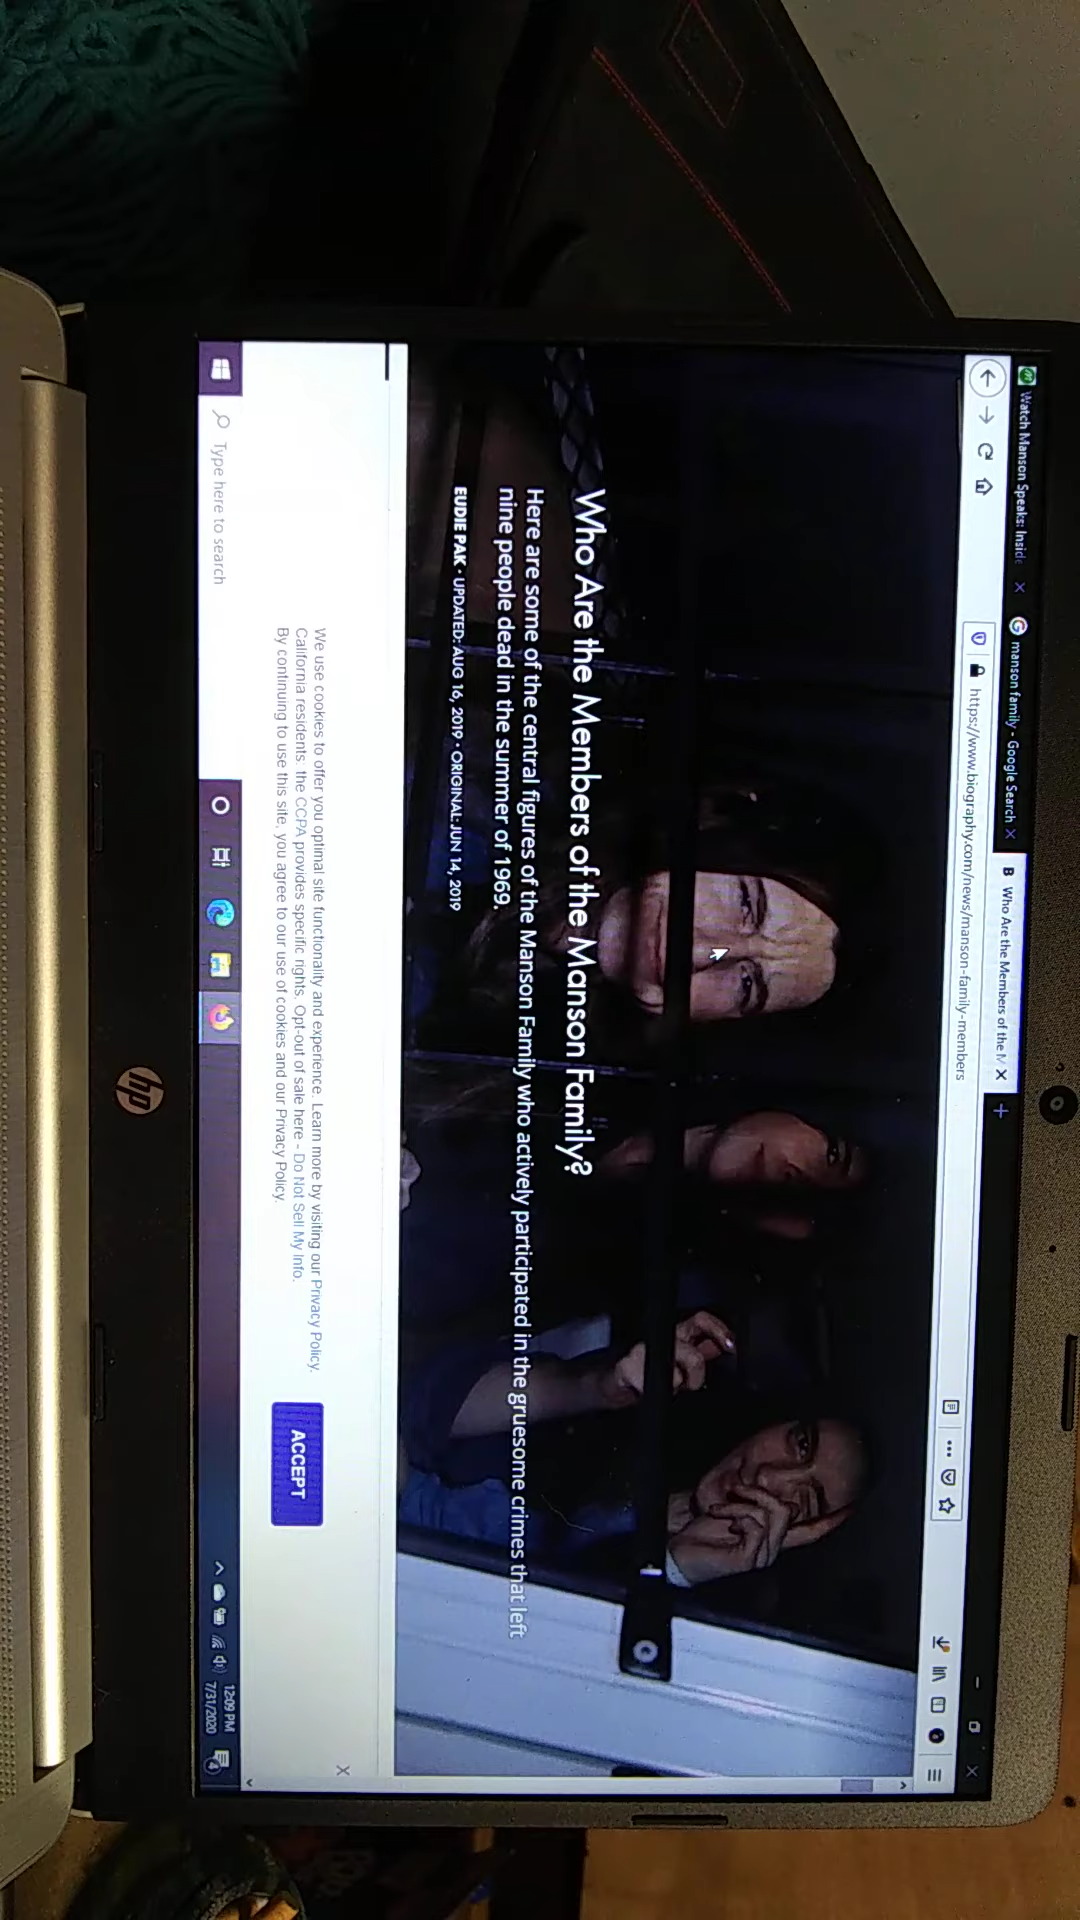 Watch Manson Speaks: Inside
manson family - Google Search
B Who Are the Members of the M
https://www.biography.com/news/manson-family-members
Who Are the Members of the Manson Family?
Here are some of the central figures of the Manson Family who actively participated in the gruesome crimes that left
nine people dead in the summer of 1969.
EUDIE PAK · UPDATED: AUG 16, 2019 · ORIGINAL: JUN 14, 2019
We use cookies to offer you optimal site functionality and experience. Learn more by visiting our Privacy Policy.
California residents: the CCPA provides specific rights. Opt-out of sale here - Do Not Sell My Info.
By continuing to use this site, you agree to our use of cookies and our Privacy Policy.
ACCEPT
Type here to search
12:09 PM
7/31/2020
4
hp